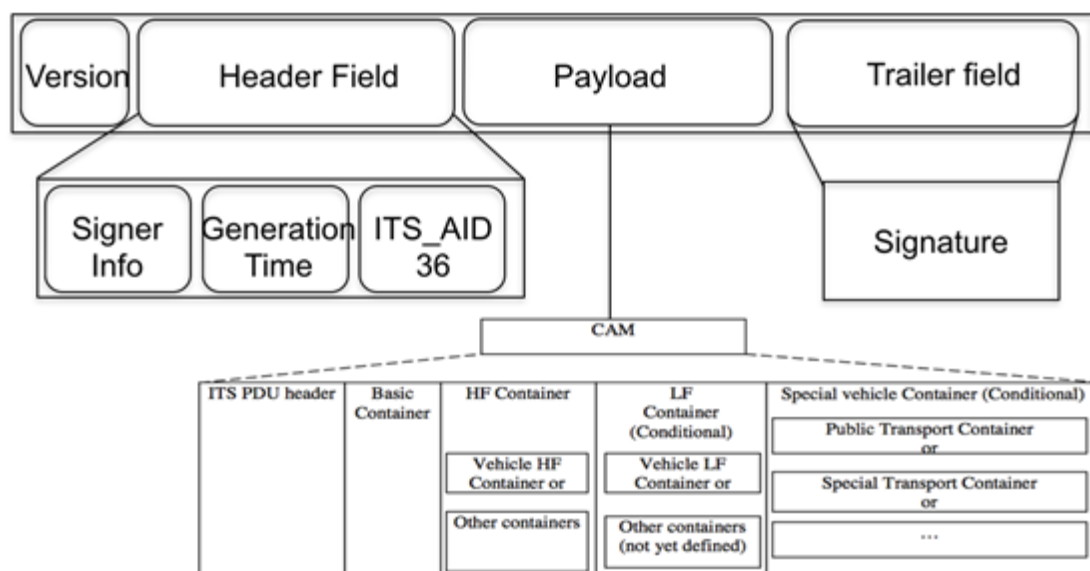 Version
Header Field
Payload
Trailer field
Signer
Info
Generation
Time
ITS_AID
36
Signature
CAM
ITS PDU header
Basic
Container
HF Container
Vehicle HF
Container or
Other containers
LF
Container
(Conditional)
Vehicle LF
Container or
Other containers
(not yet defined)
Special vehicle Container (Conditional)
Public Transport Container
or
Special Transport Container
or
...